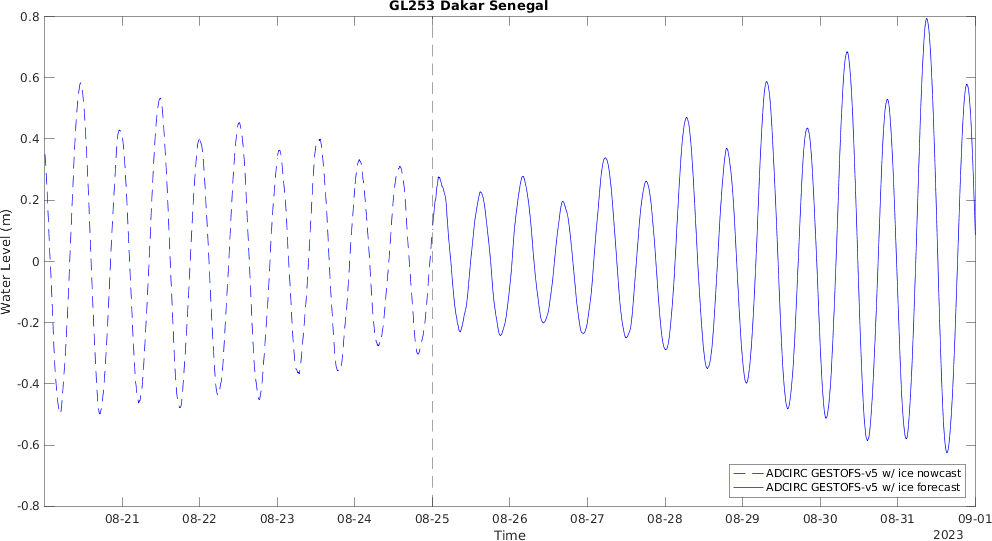 GL253 Dakar Senegal
Water Level (m)
0.8
0.6
0.4
0.2
0
-0.2
-0.4
-0.6
-0.8
ADCIRC GESTOFS-v5 w/ ice nowcast
ADCIRC GESTOFS-v5 w/ ice forecast
08-21 08-22 08-23 08-24 08-25 08-26 08-27 08-28 08-29 08-30 08-31 09-01
Time
2023